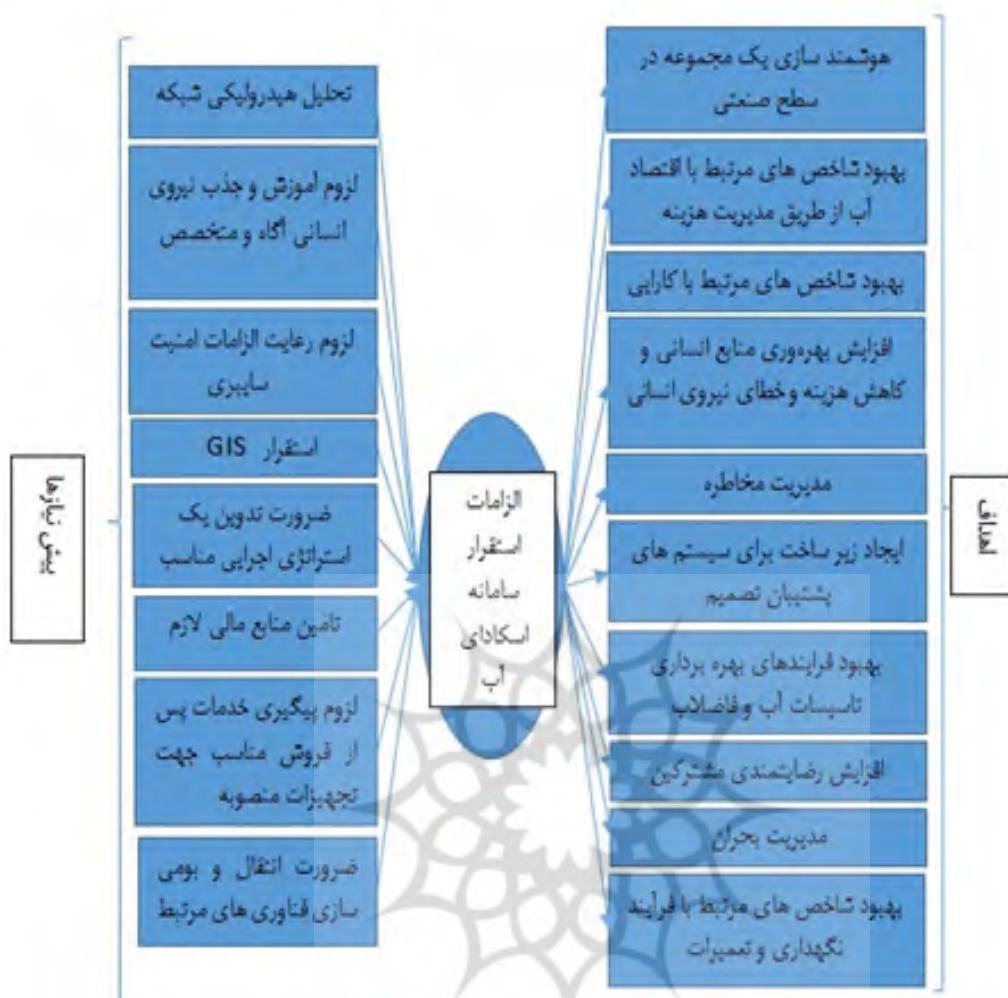 اهداف
هوشمند سازی یک مجموعه در
سطح صنعتی
بهبود شاخص های مرتبط با اقتصاد
آب از طریق مدیریت هزینه
بهبود شاخص های مرتبط با کارایی
افزایش بهره‌وری منابع انسانی و
کاهش هزینه و خطای نیروی انسانی
مدیریت مخاطره
ایجاد زیر ساخت برای سیستم های
پشتیبان تصمیم
بهبود فرایندهای بهره برداری
تاسیسات آب و فاضلاب
افزایش رضایتمندی مشترکین
مدیریت بحران
بهبود شاخص های مرتبط با فرآیند
نگهداری و تعمیرات
الزامات
استقرار
سامانه
اسکادای
آب
تحلیل هیدرولیکی شبکه
لزوم آموزش و جذب نیروی
انسانی آگاه و متخصص
لزوم رعایت الزامات امنیت
سایبری
استقرار GIS
ضرورت تدوین یک
استراتژی اجرایی مناسب
تامین منابع مالی لازم
لزوم پیگیری خدمات پس
از فروش مناسب جهت
تجهیزات منصوبه
ضرورت انتقال و بومی
سازی فناوری های مرتبط
پیش نیازها